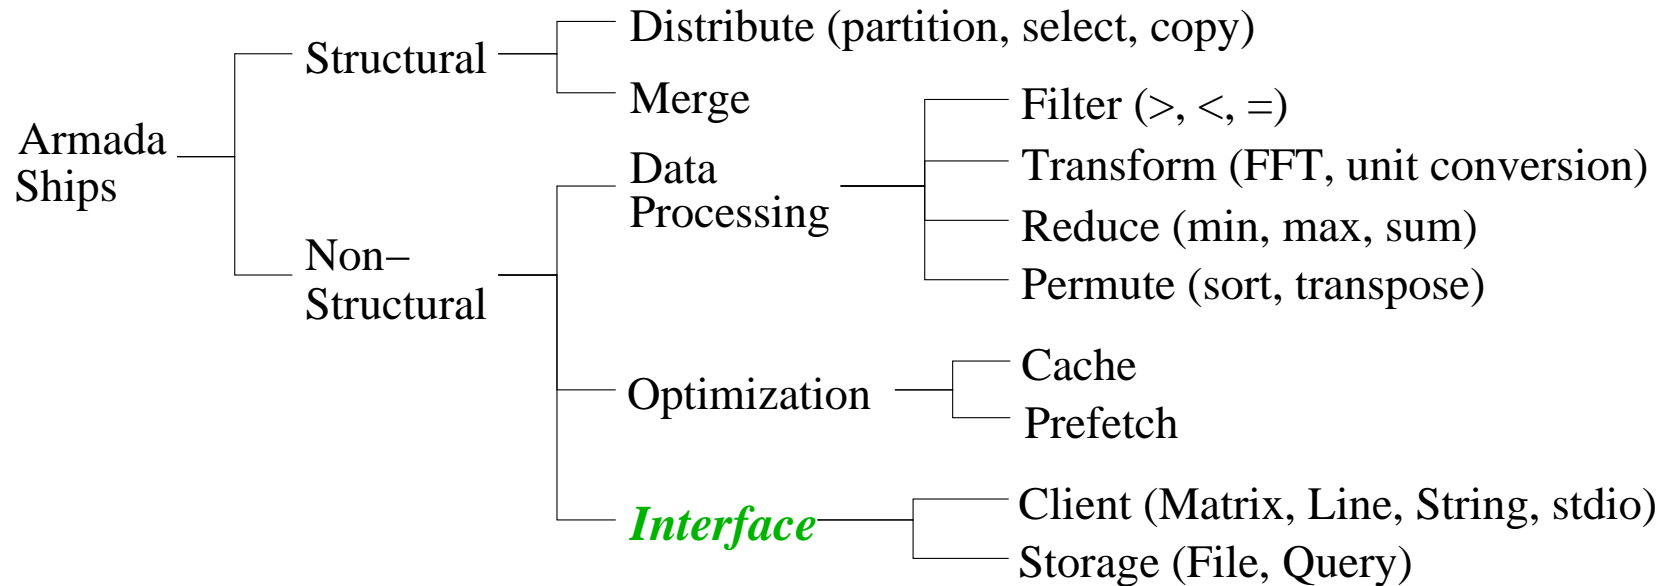 Armada
Ships
Structural
Distribute (partition, select, copy)
Merge
Non−
Structural
Data
Processing
Filter (>, <, =)
Transform (FFT, unit conversion)
Reduce (min, max, sum)
Permute (sort, transpose)
Optimization
Cache
Prefetch
Interface
Client (Matrix, Line, String, stdio)
Storage (File, Query)